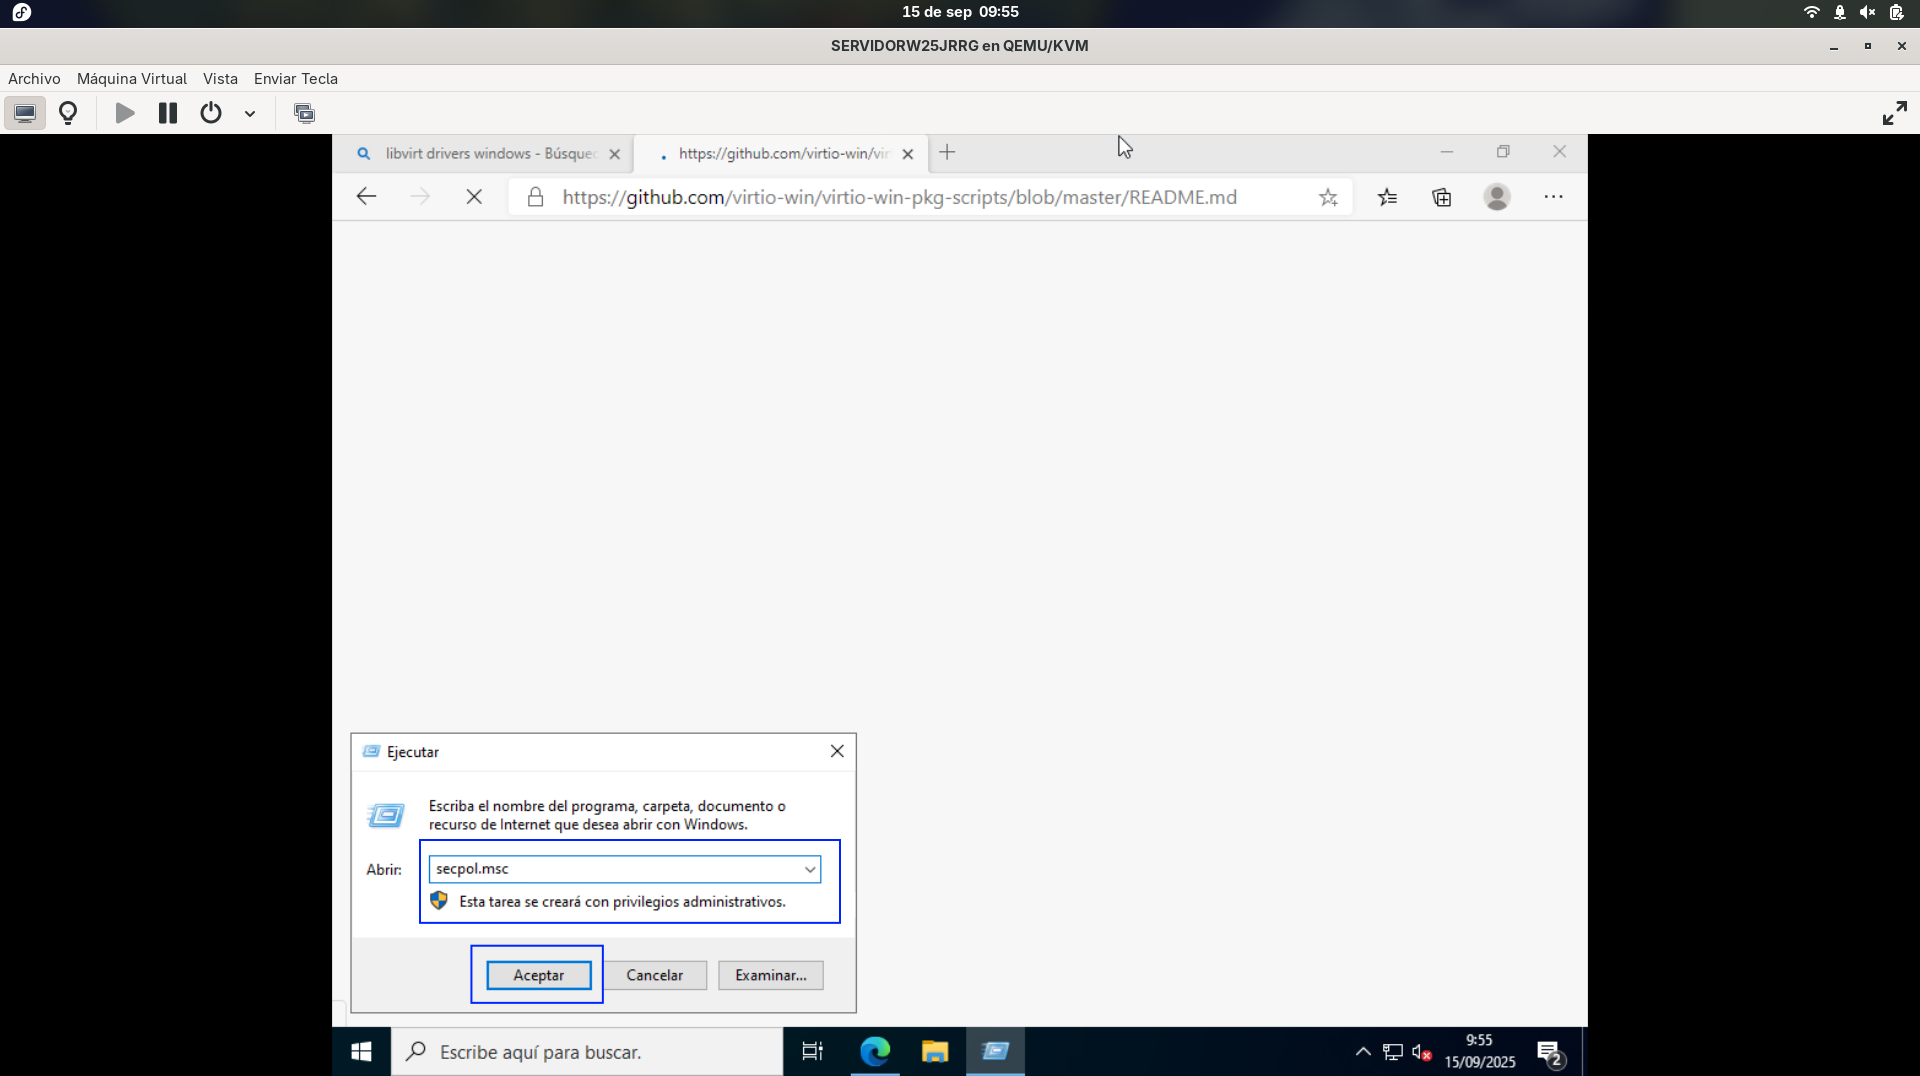 15 de sep 09:55
SERVIDORW25JRRG en QEMU/KVM
Archivo Máquina Virtual Vista Enviar Tecla
libvirt drivers windows - Búsque
https://github.com/virtio-win/vir
https://github.com/virtio-win/virtio-win-pkg-scripts/blob/master/README.md
Ejecutar
Escriba el nombre del programa, carpeta, documento o
recurso de Internet que desea abrir con Windows.
Abrir: secpol.msc
Esta tarea se creará con privilegios administrativos.
Aceptar Cancelar Examinar...
Escribe aquí para buscar.
9:55
15/09/2025
2